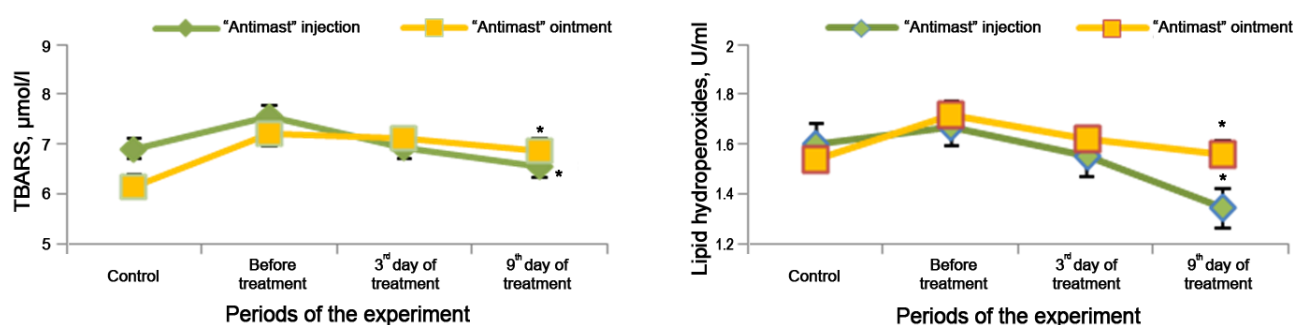 “Antimast” injection “Antimast” ointment
TBARS, µmol/l
9
8
7
6
5
*
*
Control
Before treatment
3rd day of treatment
9th day of treatment
Periods of the experiment
“Antimast” injection “Antimast” ointment
Lipid hydroperoxides, U/ml
2
1.8
1.6
1.4
1.2
*
*
Control
Before treatment
3rd day of treatment
9th day of treatment
Periods of the experiment